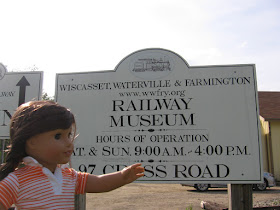 WISCASSET, WATERVILLE & FARMINGTON
www.wwfry.org
RAILWAY
MUSEUM
HOURS OF OPERATION
SAT. & SUN. 9:00 A.M. - 4:00 P.M.
97 CROSS ROAD